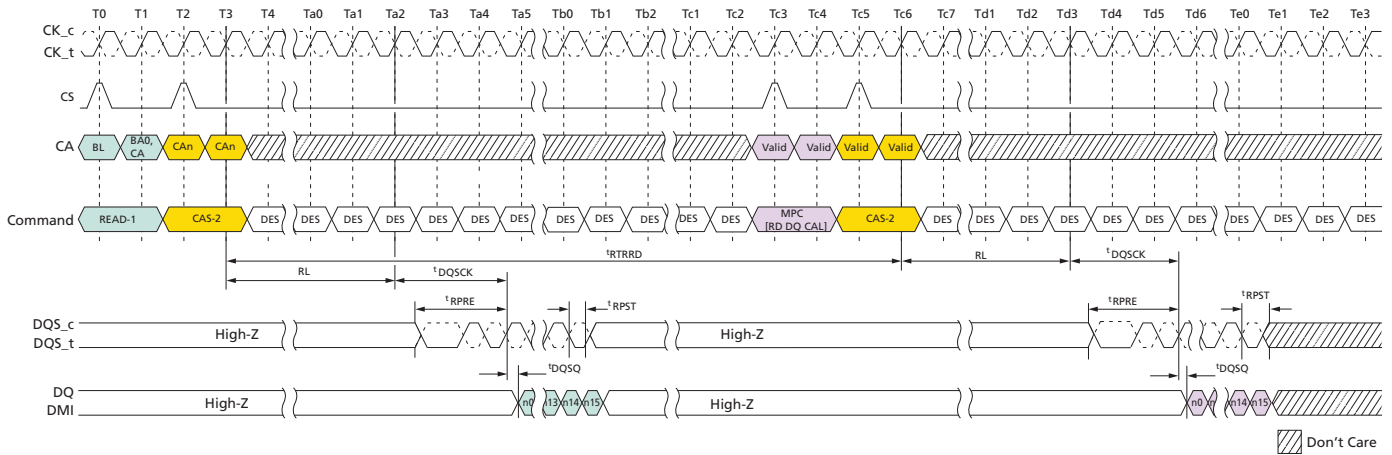 T0 T1 T2 T3 T4 Ta0 Ta1 Ta2 Ta3 Ta4 Ta5 Tb0 Tb1 Tb2 Tc1 Tc2 Tc3 Tc4 Tc5 Tc6 Tc7 Td1 Td2 Td3 Td4 Td5 Td6 Te0 Te1 Te2 Te3
CK_c
CK_t
CS
CA BL BA0, CA CAn CAn Valid Valid Valid Valid
Command READ-1 CAS-2 DES DES DES DES DES DES DES DES DES DES DES DES MPC [RD DQ CAL] CAS-2 DES DES DES DES DES DES DES DES DES DES DES
tRTRRD
RL tDQSCK RL tDQSCK
tRPRE tRPST tRPRE tRPST
DQS_c
DQS_t
High-Z High-Z
tDQSQ tDQSQ
DQ
DMI
High-Z n0 n13 n14 n15 High-Z n0 n n14 n15
Don't Care